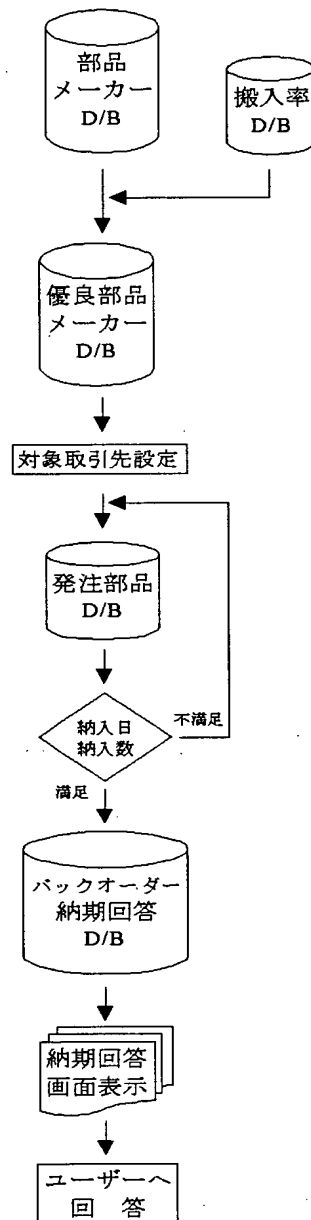 部品
メーカー
D/B
搬入率
D/B
優良部品
メーカー
D/B
対象取引先設定
発注部品
D/B
納入日
納入数
不満足
満足
バックオーダー
納期回答
D/B
納期回答
画面表示
ユーザーへ
回 答